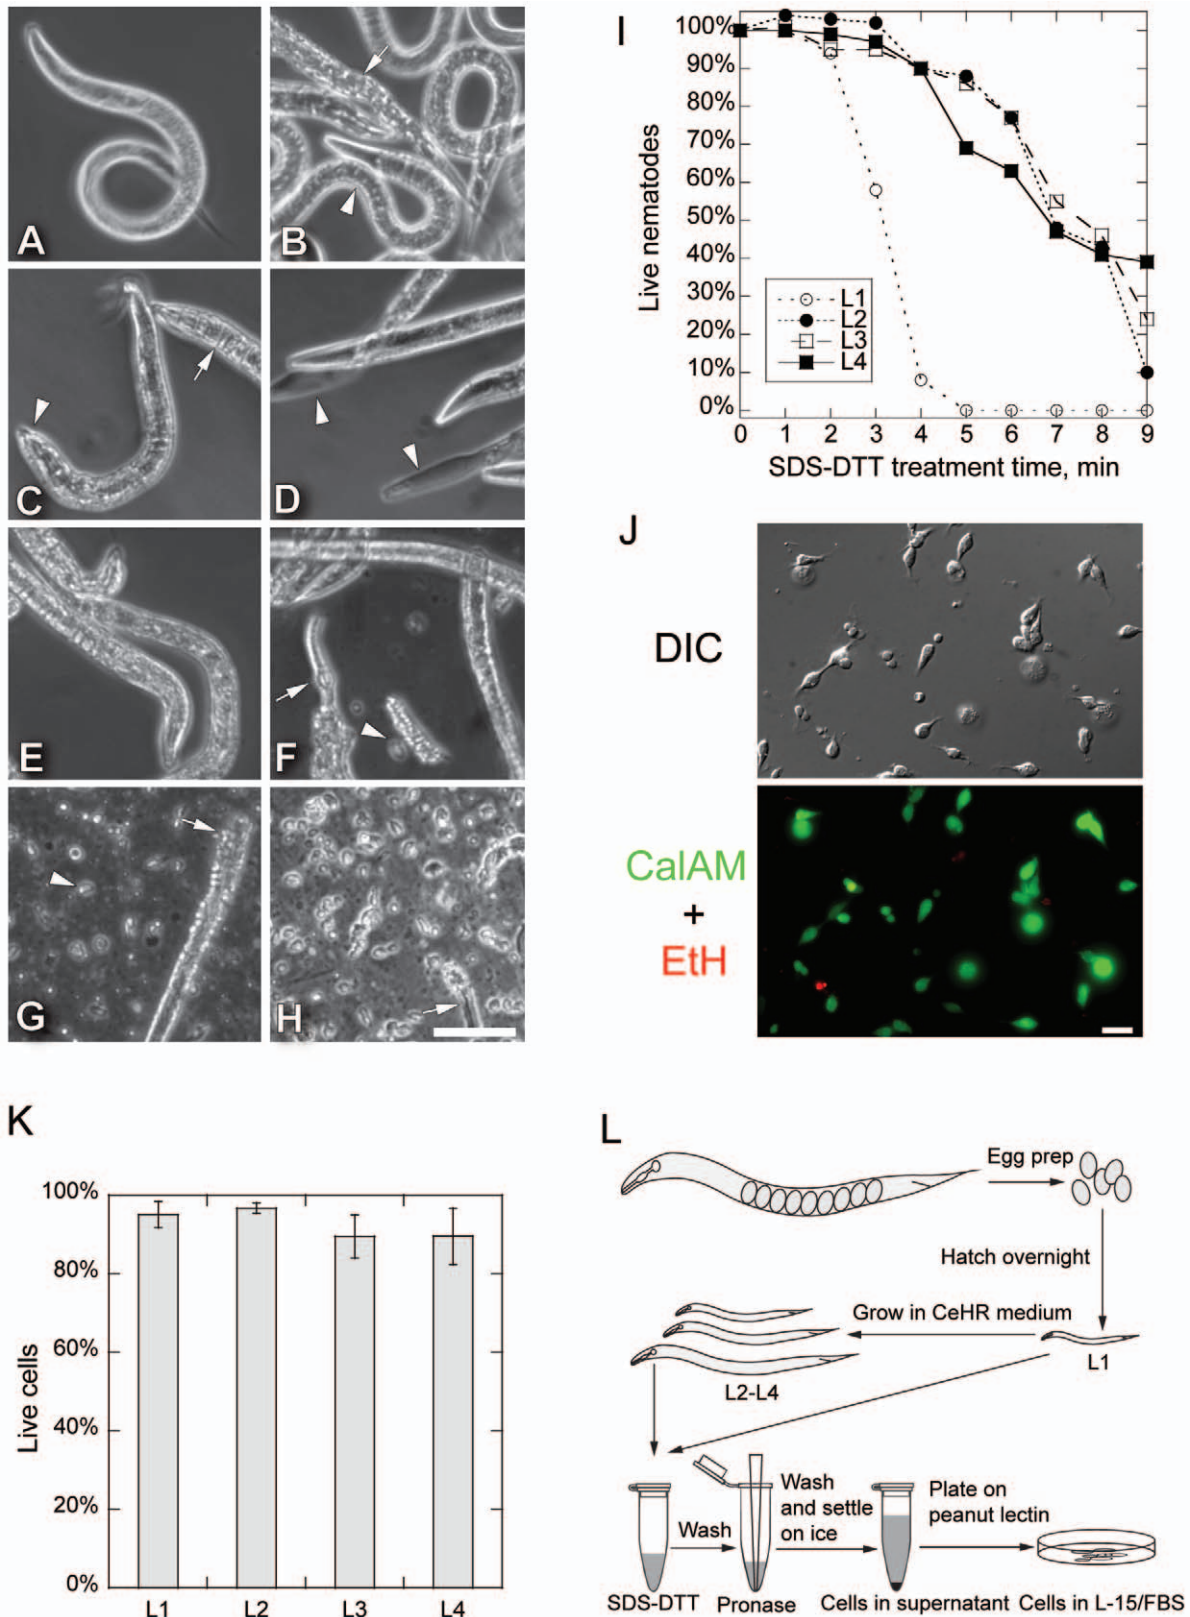 A
B
C
D
E
F
G
H
I
100%
90%
80%
70%
60%
50%
40%
30%
20%
10%
0%
Live nematodes
L1
L2
L3
L4
0 1 2 3 4 5 6 7 8 9
SDS-DTT treatment time, min
J
DIC
CalAM
+
EtH
K
100%
80%
60%
40%
20%
0%
Live cells
L1 L2 L3 L4
L
Egg prep
Hatch overnight
Grow in CeHR medium
L1
L2-L4
Wash
Wash
and settle
on ice
Plate on
peanut lectin
SDS-DTT
Pronase
Cells in supernatant
Cells in L-15/FBS